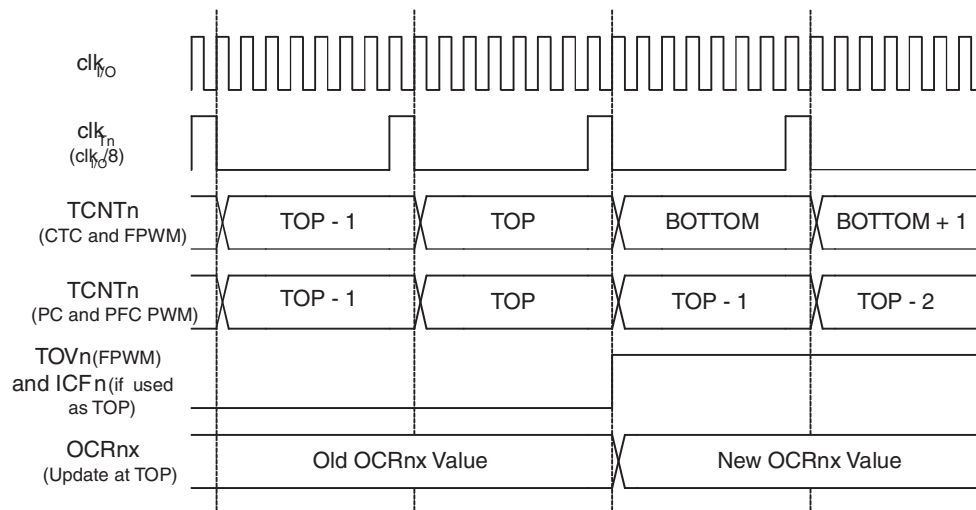 clkI/O
clkTn
(clkI/O/8)
TCNTn
(CTC and FPWM)
TOP - 1
TOP
BOTTOM
BOTTOM + 1
TCNTn
(PC and PFC PWM)
TOP - 1
TOP
TOP - 1
TOP - 2
TOVn(FPWM)
and ICFn(if used
as TOP)
OCRnx
(Update at TOP)
Old OCRnx Value
New OCRnx Value